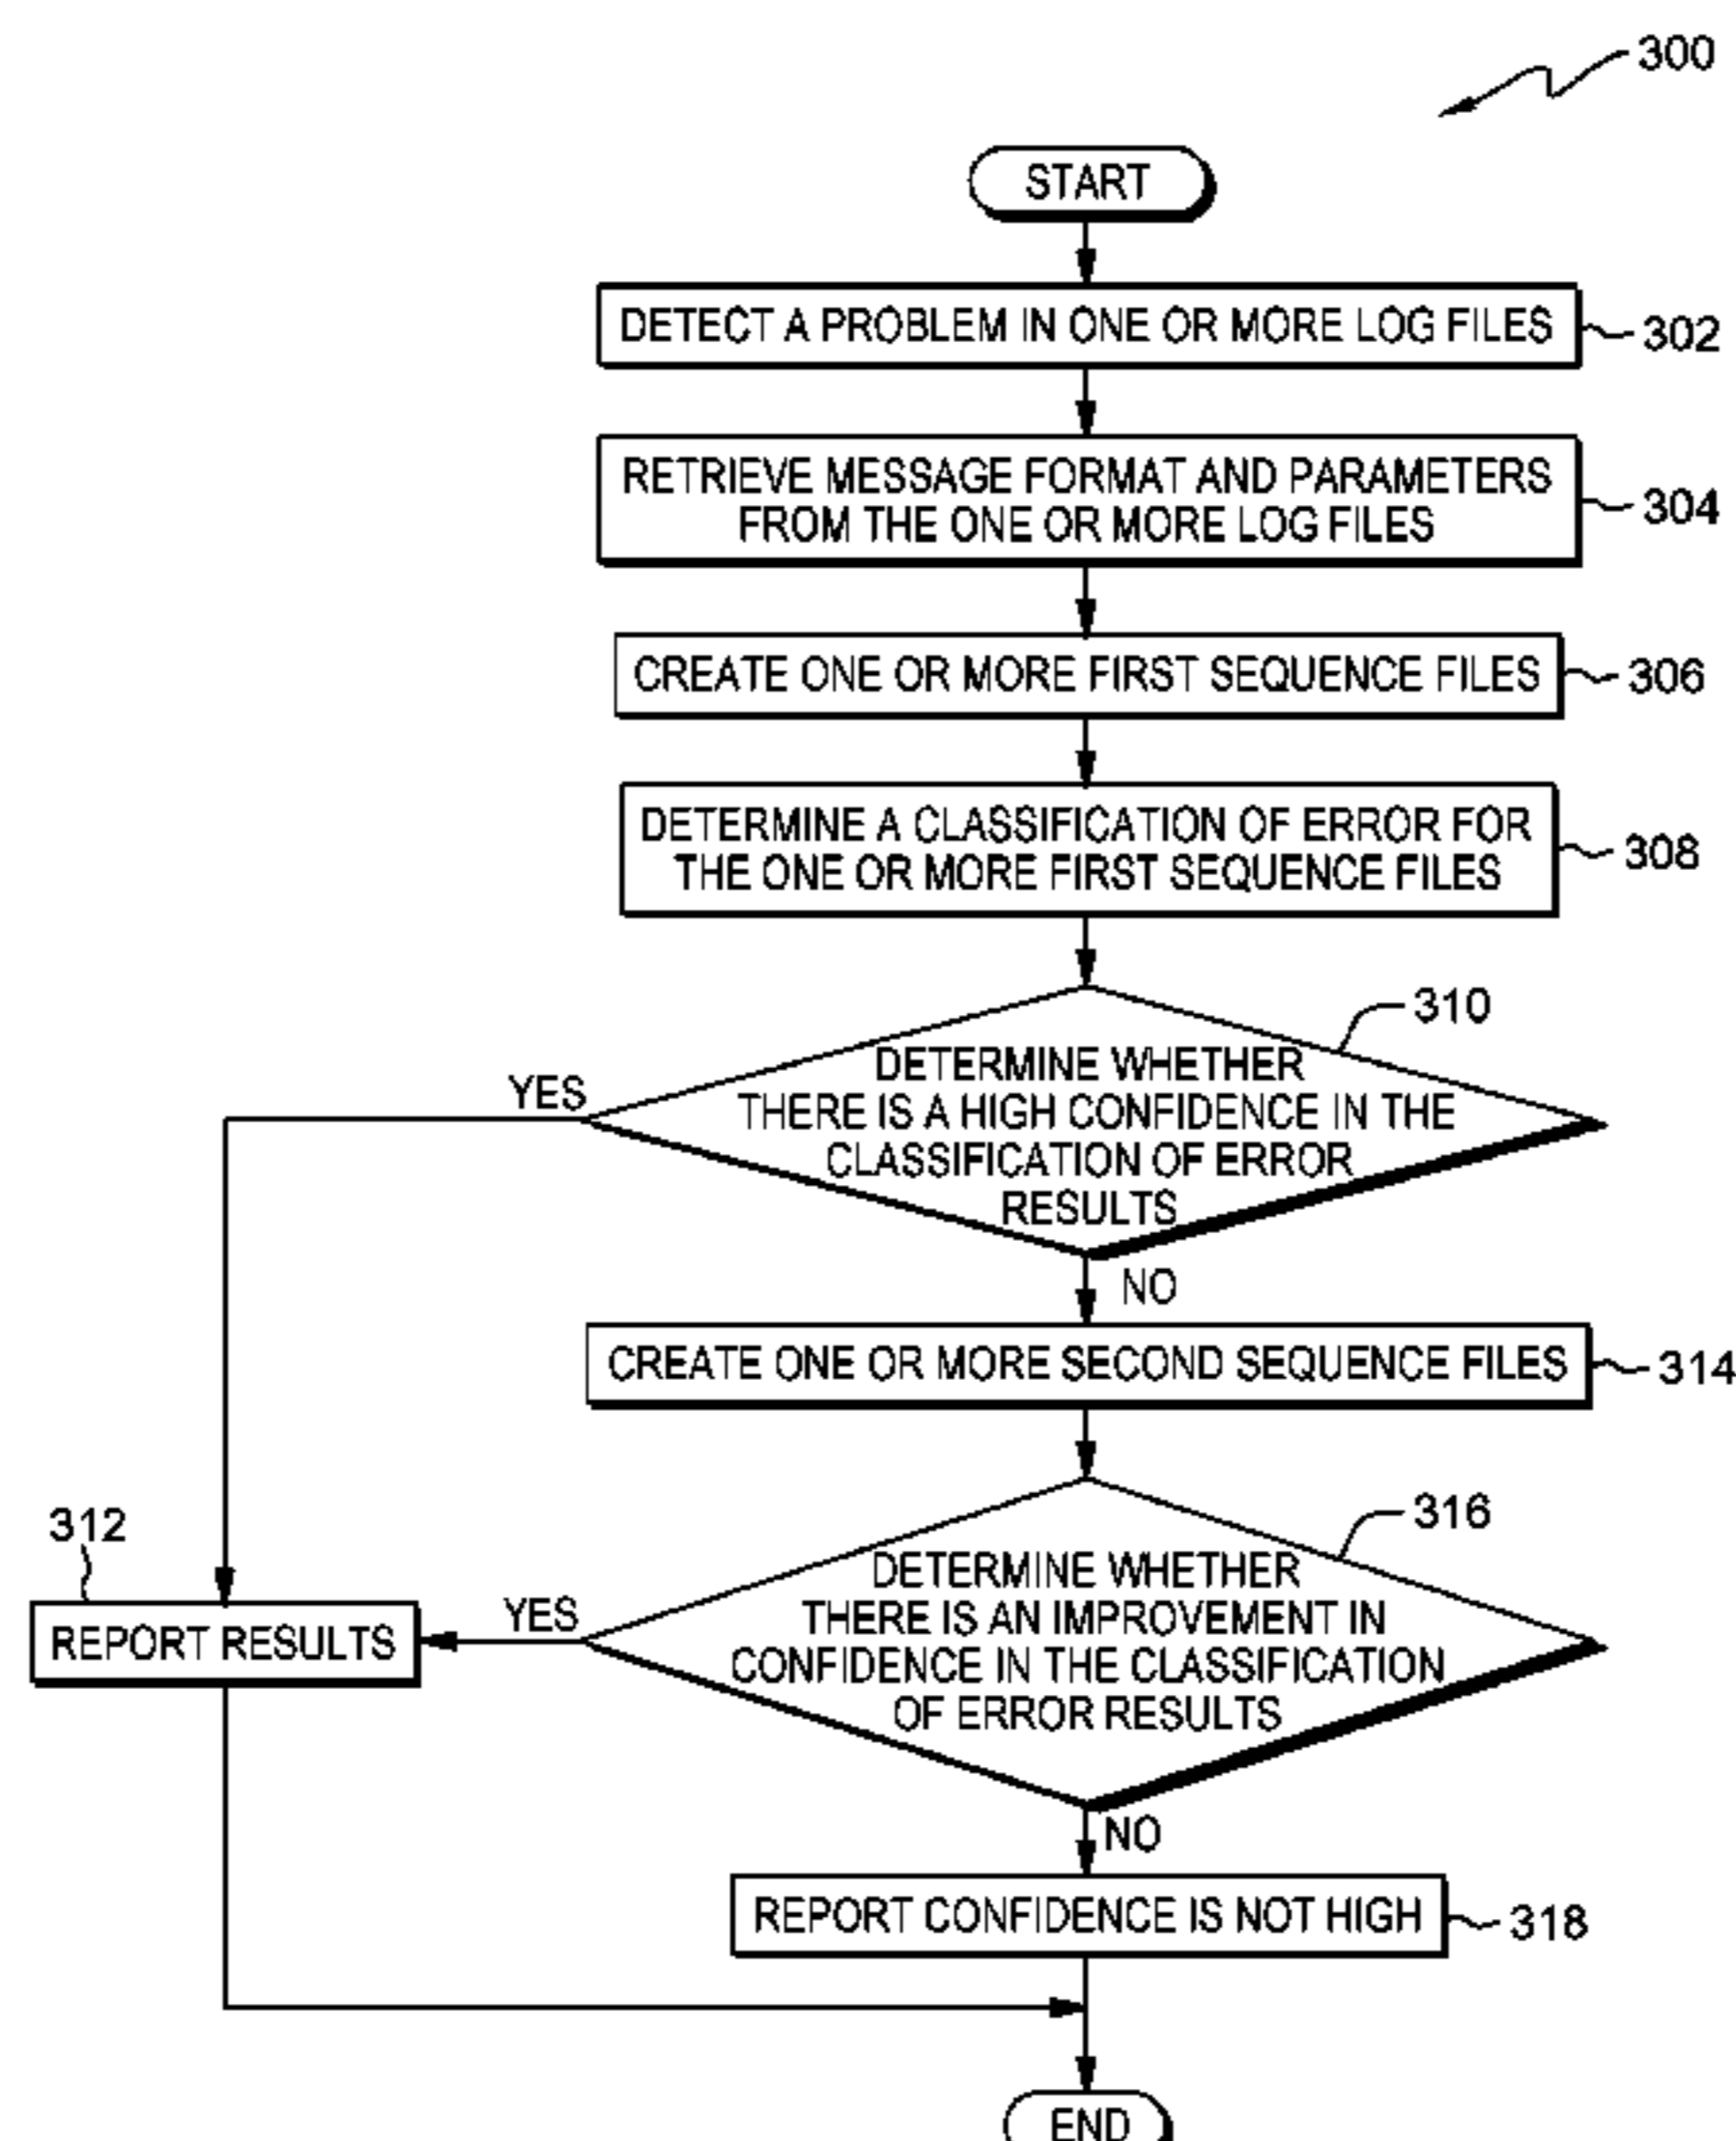 300
START
DETECT A PROBLEM IN ONE OR MORE LOG FILES
302
RETRIEVE MESSAGE FORMAT AND PARAMETERS
FROM THE ONE OR MORE LOG FILES
304
CREATE ONE OR MORE FIRST SEQUENCE FILES
306
DETERMINE A CLASSIFICATION OF ERROR FOR
THE ONE OR MORE FIRST SEQUENCE FILES
308
310
DETERMINE WHETHER
THERE IS A HIGH CONFIDENCE IN THE
CLASSIFICATION OF ERROR
RESULTS
YES
NO
CREATE ONE OR MORE SECOND SEQUENCE FILES
314
316
DETERMINE WHETHER
THERE IS AN IMPROVEMENT IN
CONFIDENCE IN THE CLASSIFICATION
OF ERROR RESULTS
YES
312
REPORT RESULTS
NO
REPORT CONFIDENCE IS NOT HIGH
318
END